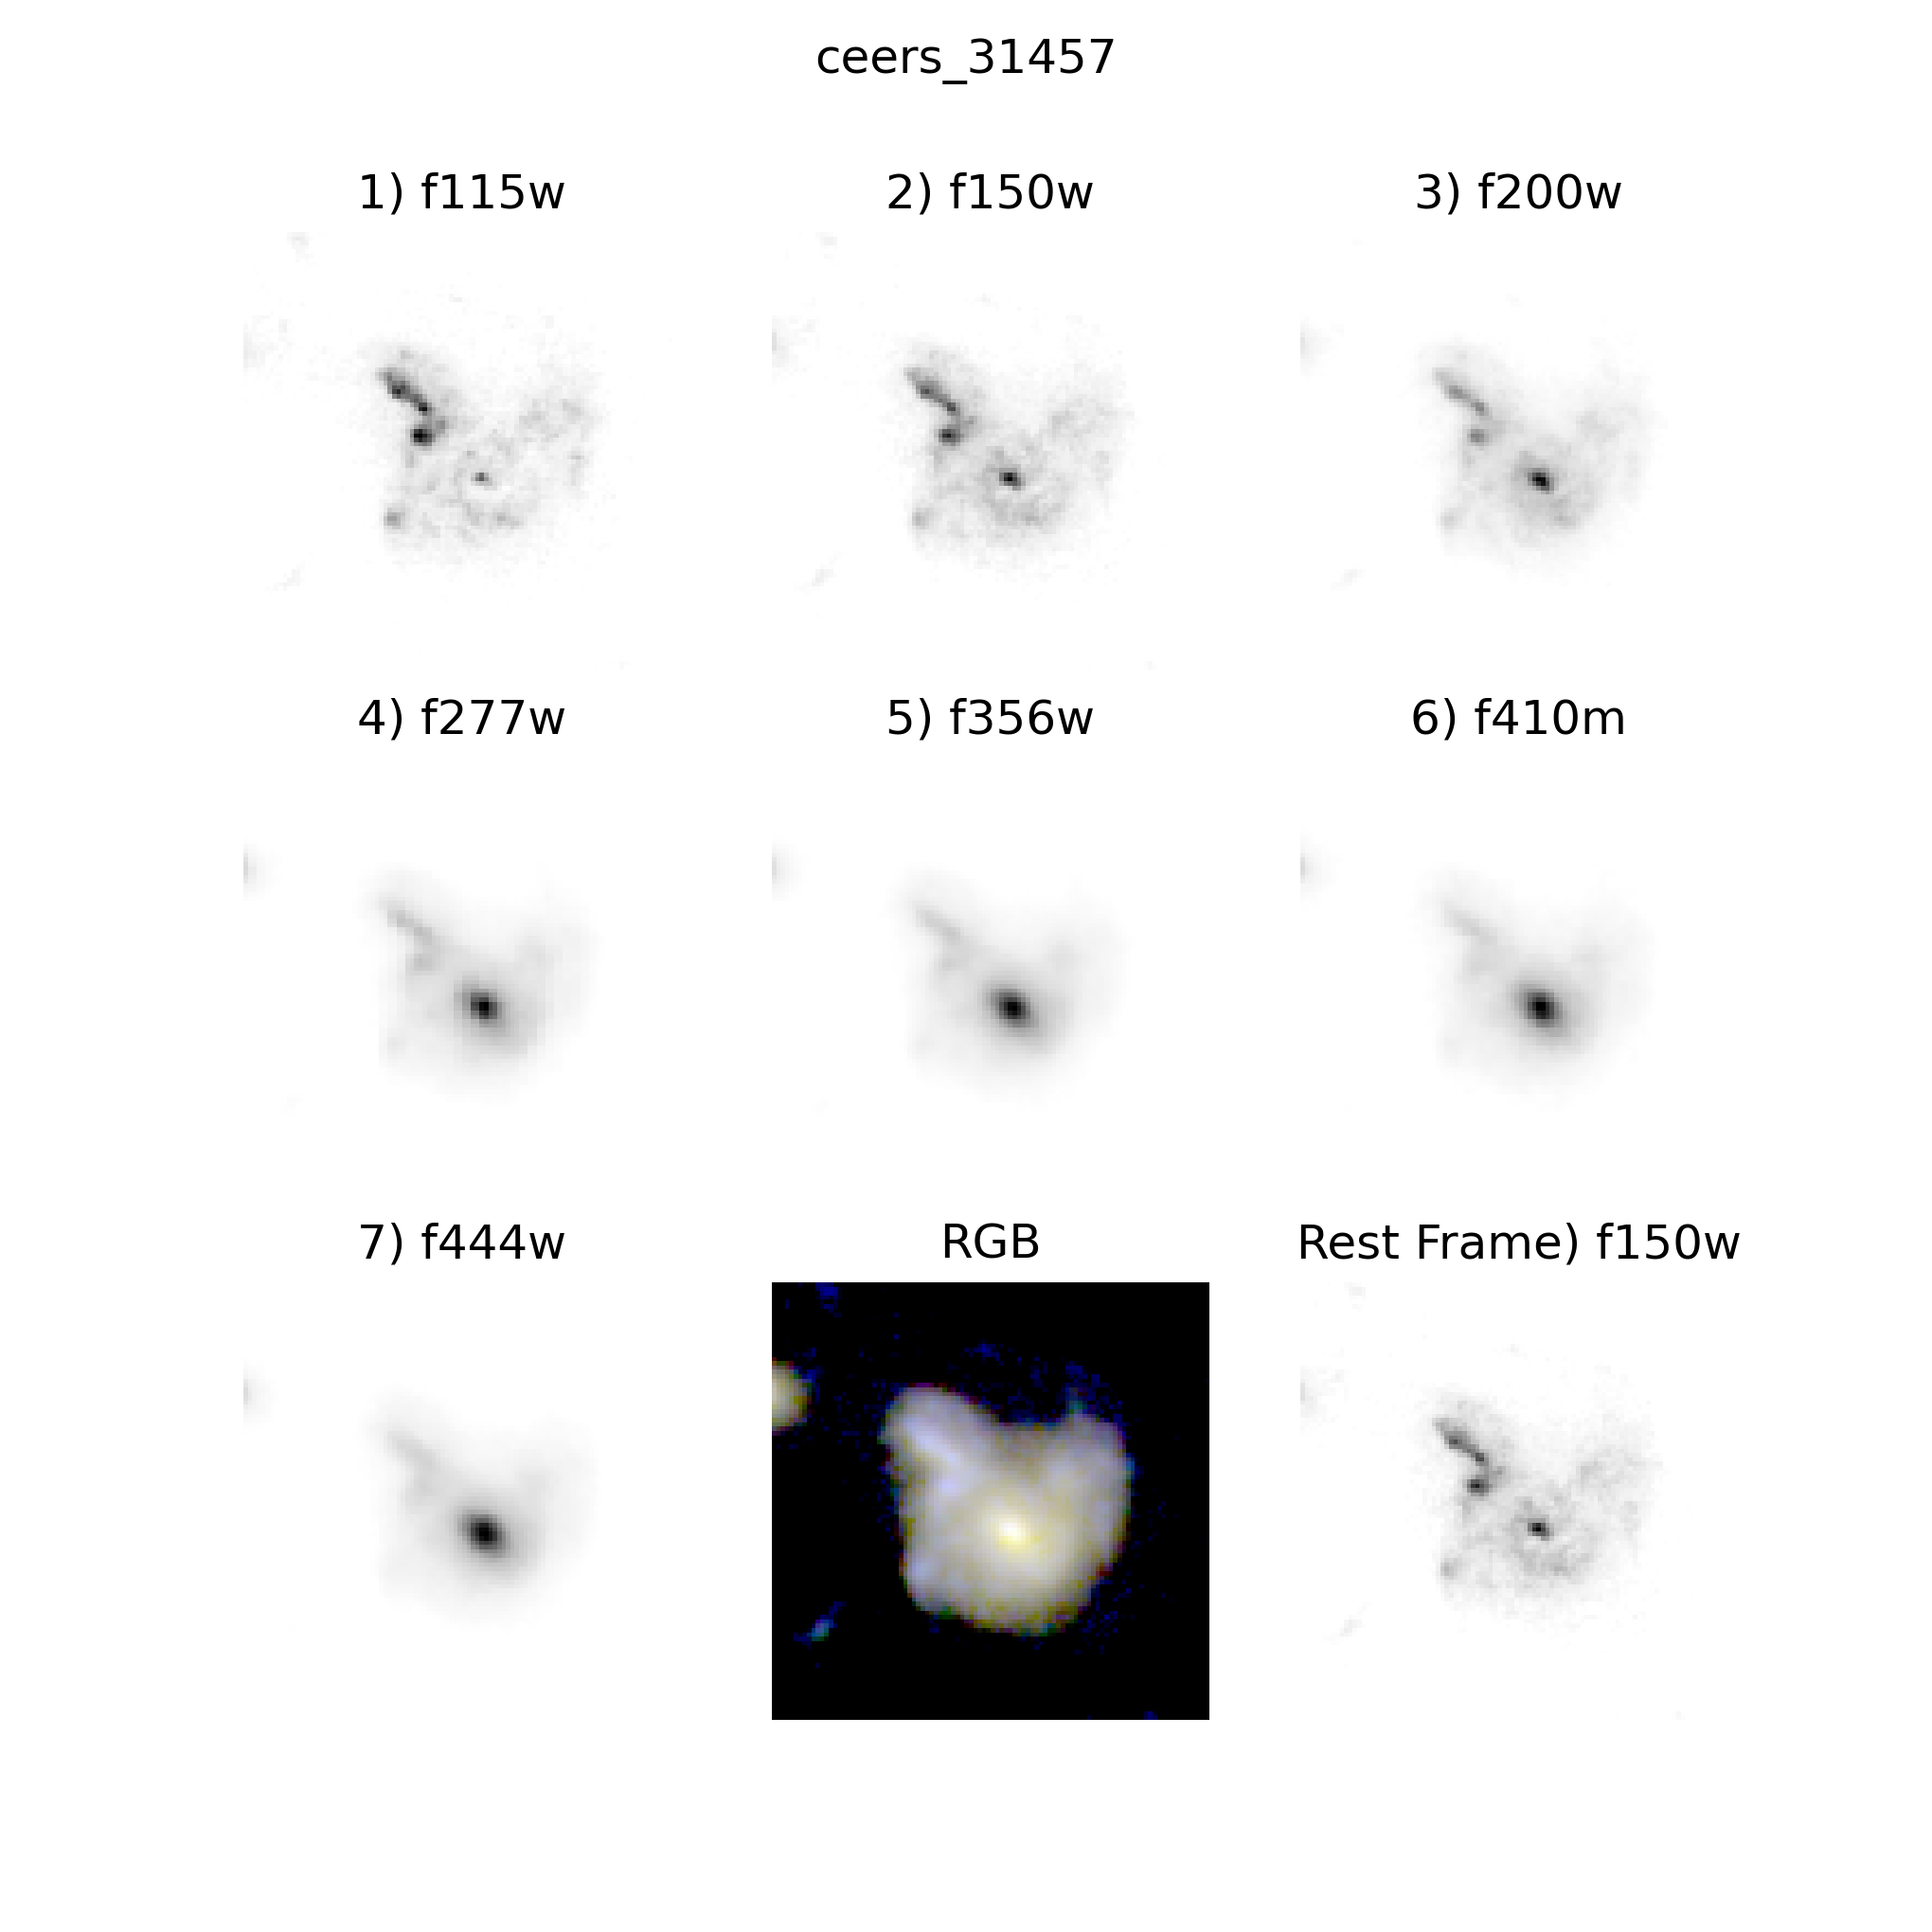 ceers_31457
1) f115w
2) f150w
3) f200w
4) f277w
5) f356w
6) f410m
7) f444w
RGB
Rest Frame) f150w